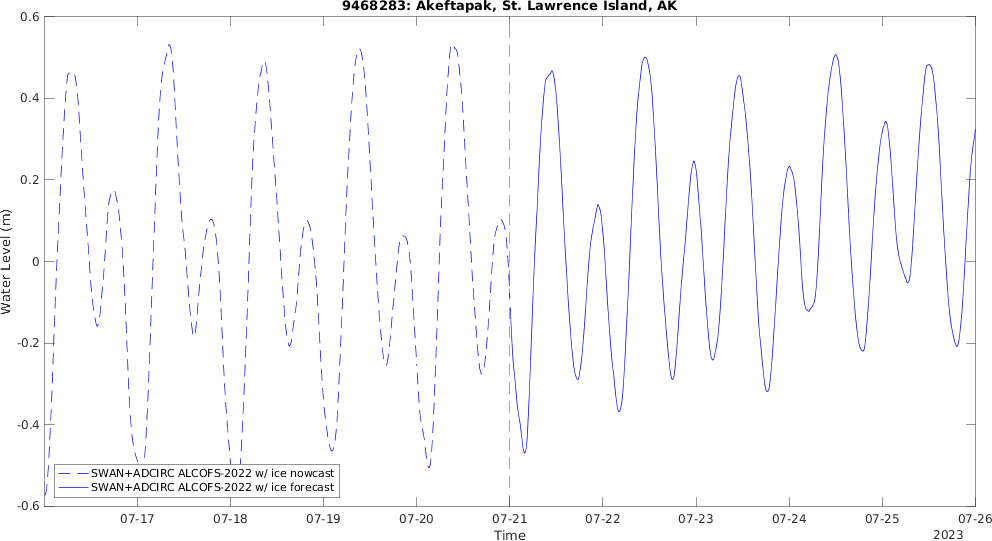 9468283: Akeftapak, St. Lawrence Island, AK
0.6
0.4
0.2
0
-0.2
-0.4
-0.6
Water Level (m)
SWAN+ADCIRC ALCOFS-2022 w/ ice nowcast
SWAN+ADCIRC ALCOFS-2022 w/ ice forecast
07-17 07-18 07-19 07-20 07-21 07-22 07-23 07-24 07-25 07-26
Time
2023